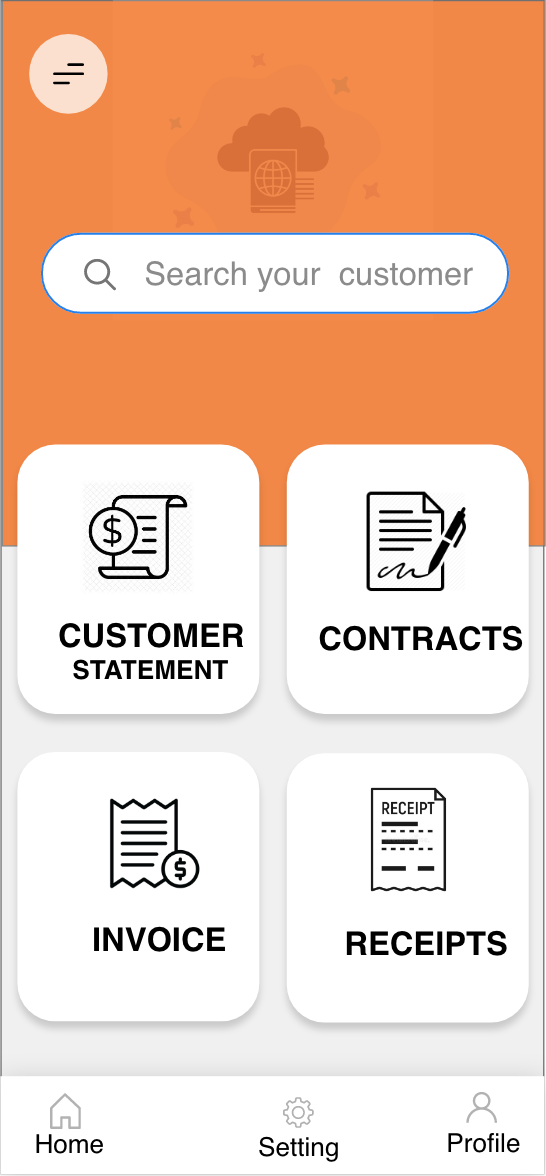 Search your  customer
CUSTOMER
STATEMENT
CONTRACTS
$
RECEIPT
$
INVOICE
RECEIPTS
Home
Setting
Profile